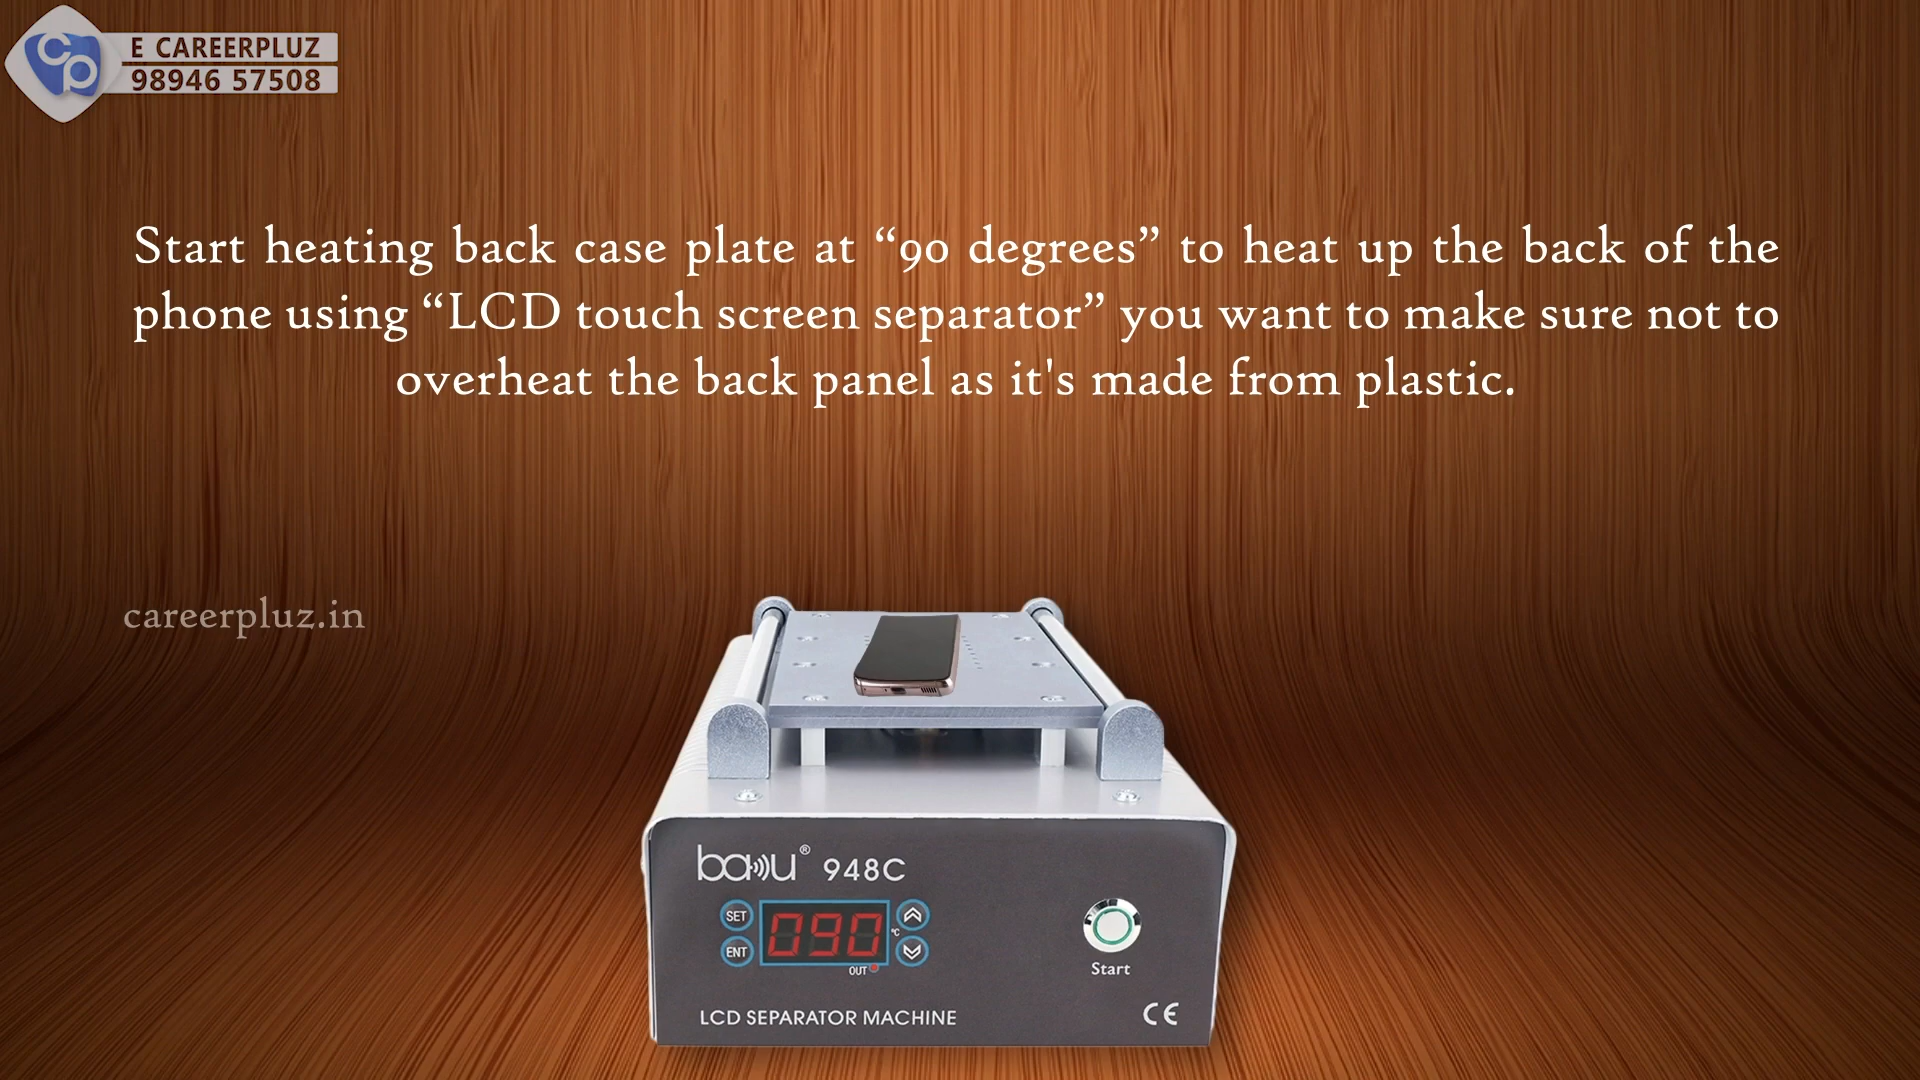 E CAREERPLUZ
98946 57508
Start heating back case plate at “90 degrees” to heat up the back of the
phone using “LCD touch screen separator” you want to make sure not to
overheat the back panel as it's made from plastic.
careerpluz.in
baku® 948C
SET
ENT
090
°C
OUT
Start
LCD SEPARATOR MACHINE
CE